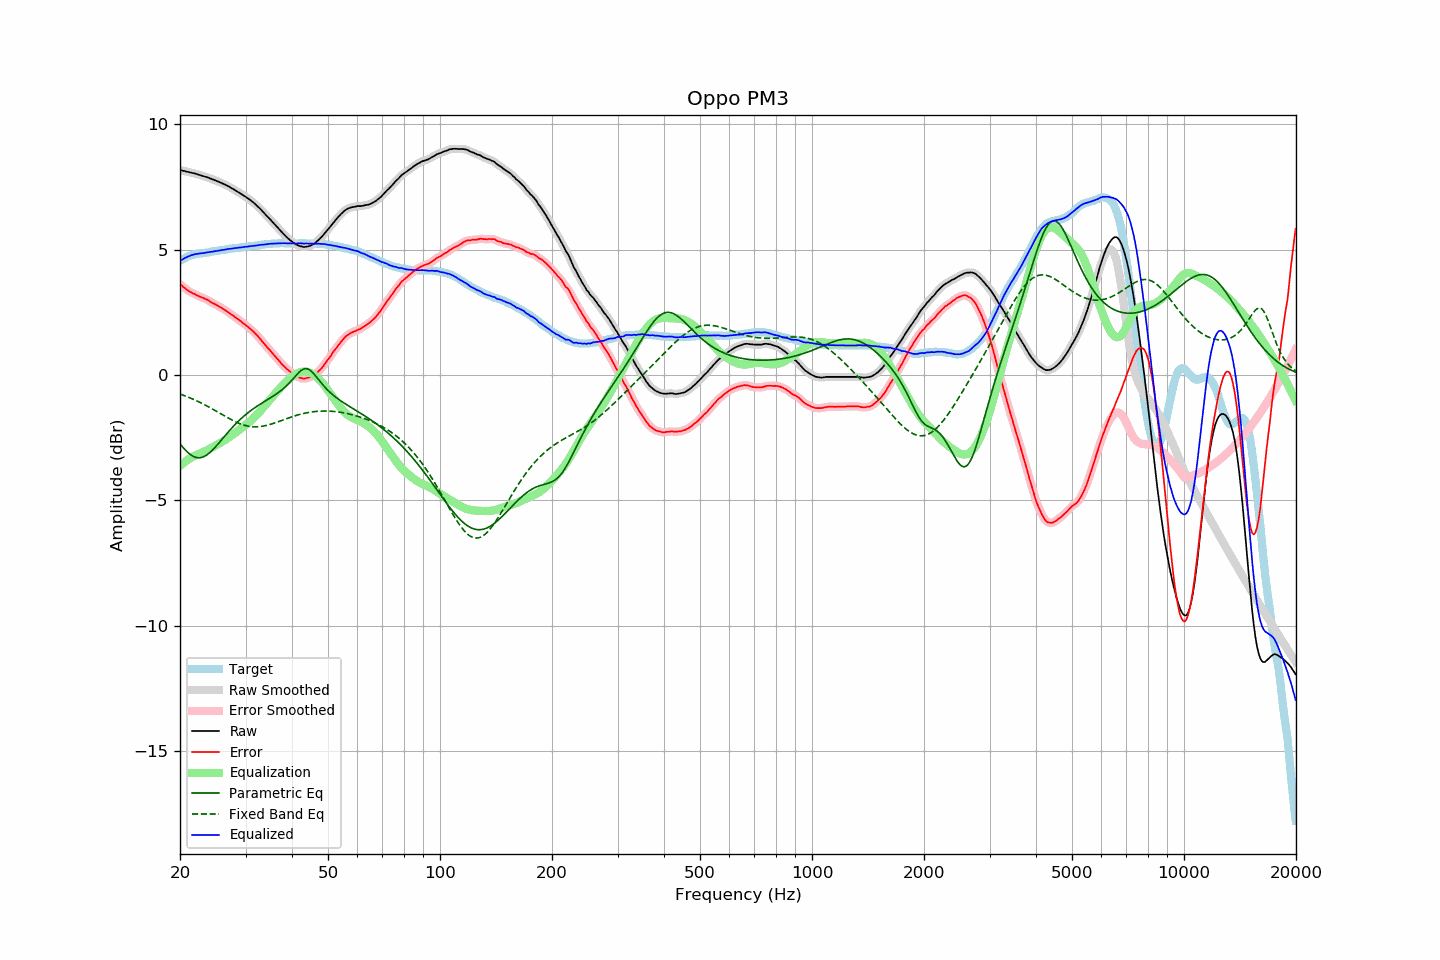 Oppo PM3
10
5
0
−5
−10
−15
Amplitude (dBr)
Target
Raw Smoothed
Error Smoothed
Raw
Error
Equalization
Parametric Eq
Fixed Band Eq
Equalized
20 50 100 200 500 1000 2000 5000 10000 20000
Frequency (Hz)